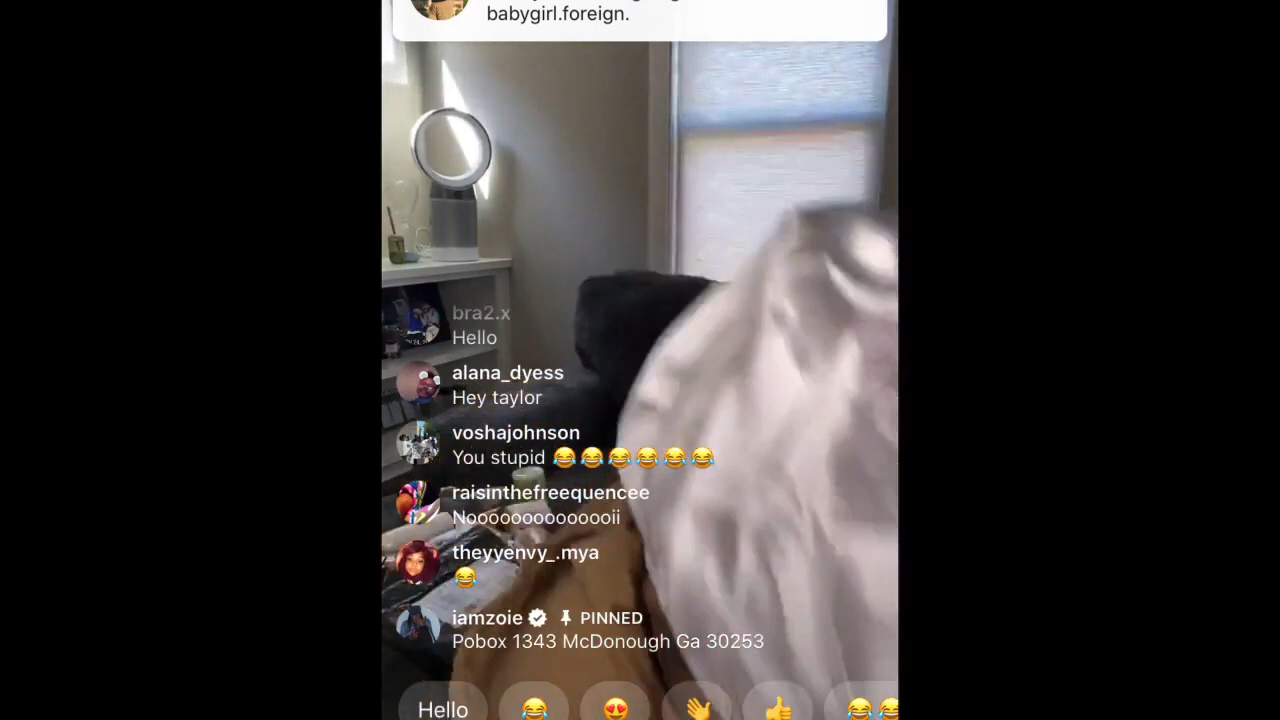 babygirl.foreign.
bra2.x
Hello
alana_dyess
Hey taylor
voshajohnson
You stupid 😂😂😂😂😂😂
raisinthefreequencee
Nooooooooooooooii
theyyenvy_.mya
😂
iamzoie PINNED
Pobox 1343 McDonough Ga 30253
Hello 😂 😍 👋 👍 😂😂